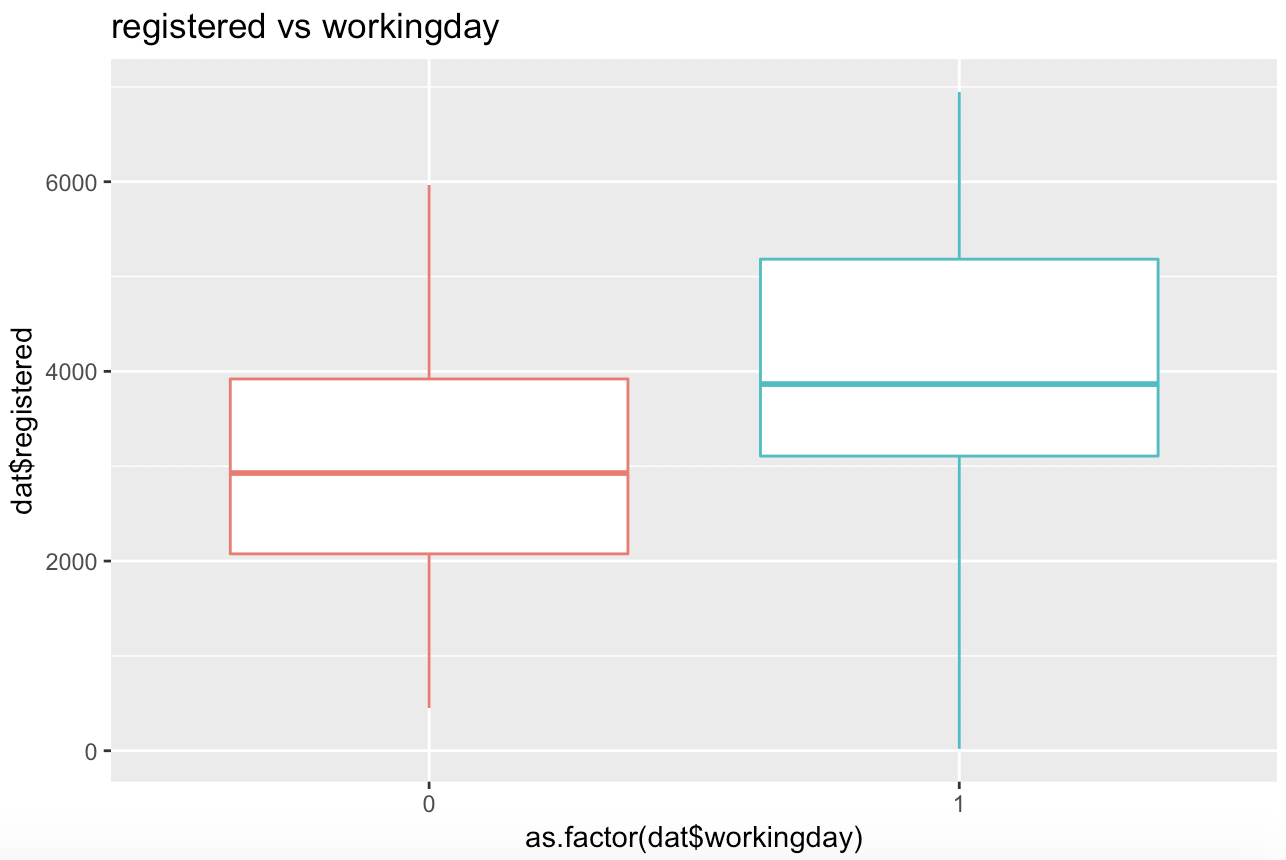 registered vs workingday
6000
4000
2000
0
dat$registered
0 1
as.factor(dat$workingday)